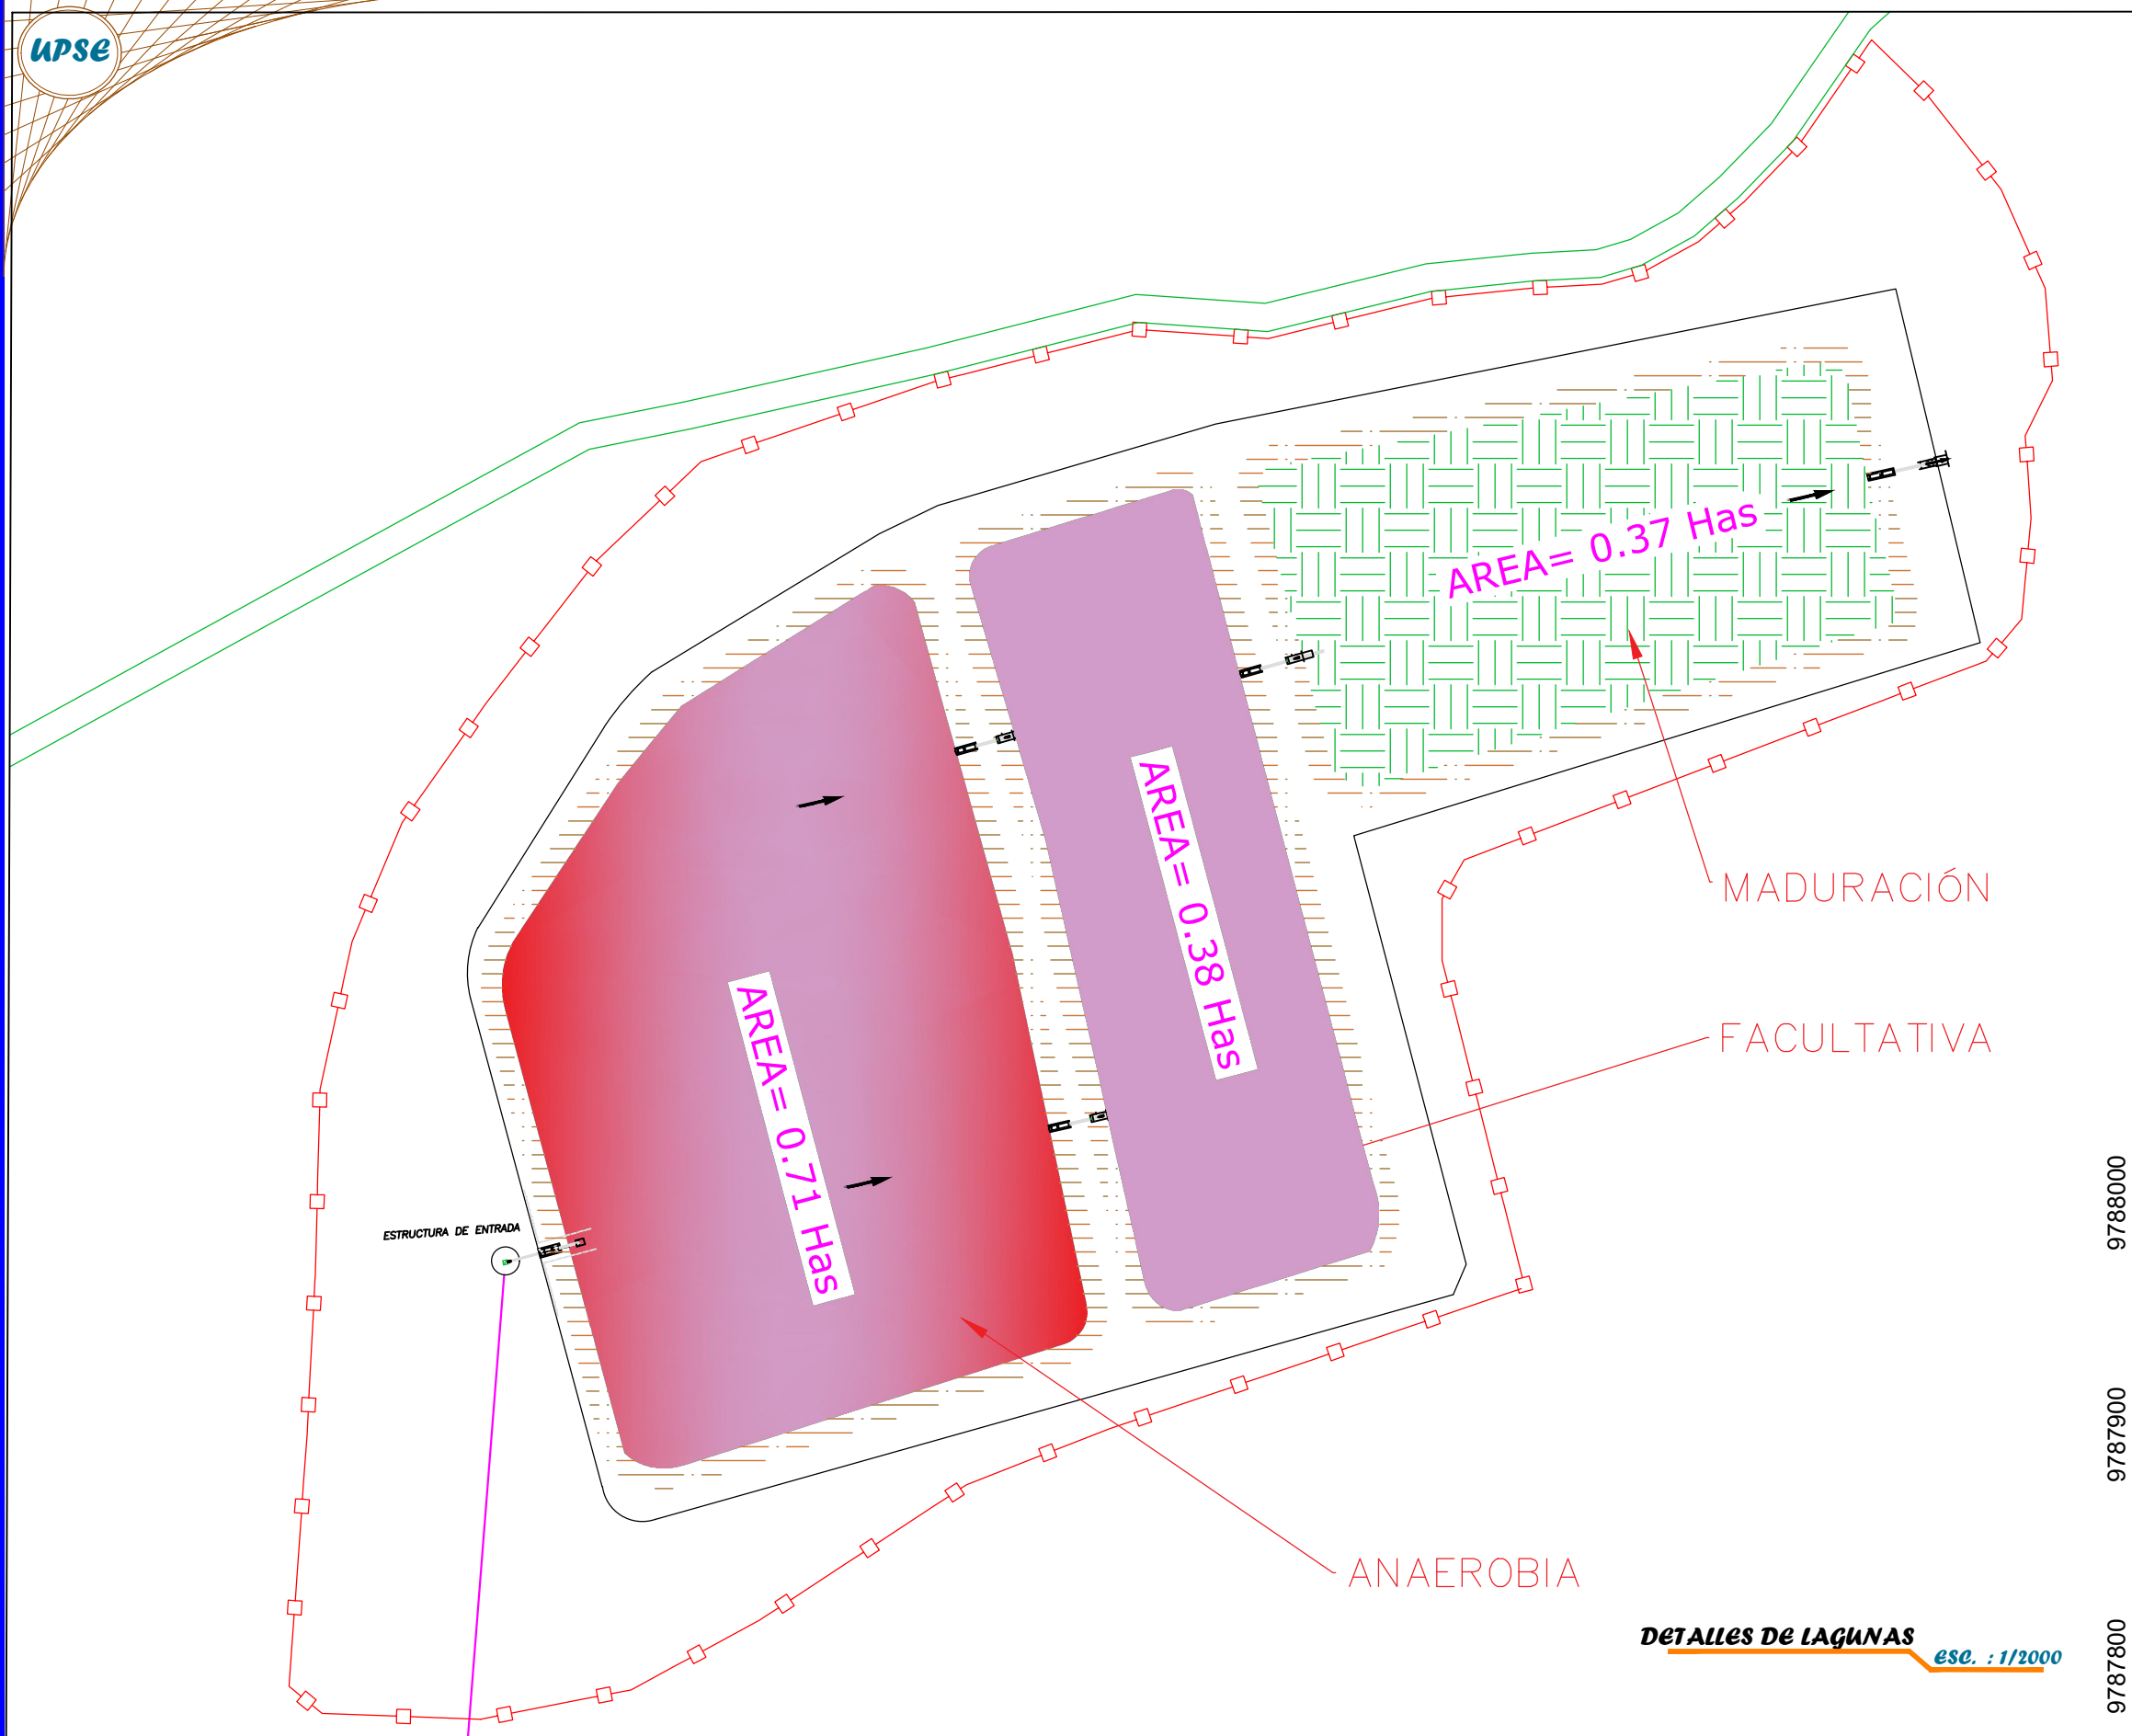 UPSE
AREA= 0.37 Has
MADURACIÓN
AREA= 0.38 Has
FACULTATIVA
AREA= 0.71 Has
ESTRUCTURA DE ENTRADA
ANAEROBIA
DETALLES DE LAGUNAS
ESC. : 1/2000
9788000
9787900
9787800